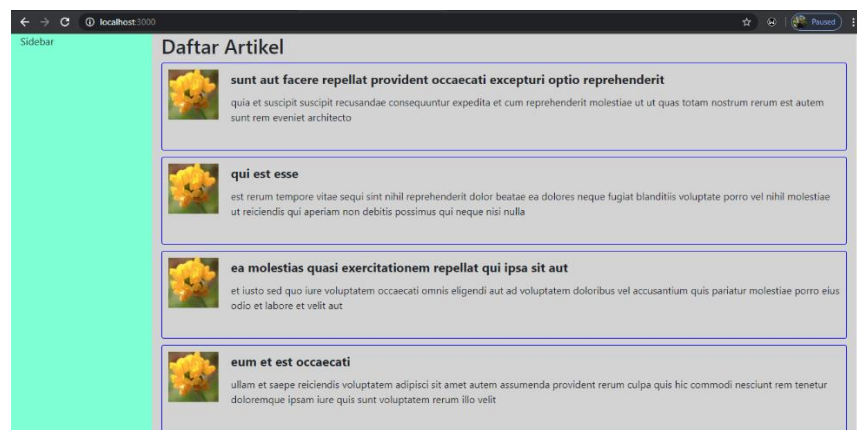 localhost:3000
Paused
Sidebar
Daftar Artikel
sunt aut facere repellat provident occaecati excepturi optio reprehenderit
quia et suscipit suscipit recusandae consequuntur expedita et cum reprehenderit molestiae ut ut quas totam nostrum rerum est autem
sunt rem eveniet architecto
qui est esse
est rerum tempore vitae sequi sint nihil reprehenderit dolor beatae ea dolores neque fugiat blanditiis voluptate porro vel nihil molestiae
ut reiciendis qui aperiam non debitis possimus qui neque nisi nulla
ea molestias quasi exercitationem repellat qui ipsa sit aut
et iusto sed quo iure voluptatem occaecati omnis eligendi aut ad voluptatem doloribus vel accusantium quis pariatur molestiae porro eius
odio et labore et velit aut
eum et est occaecati
ullam et saepe reiciendis voluptatem adipisci sit amet autem assumenda provident rerum culpa quis hic commodi nesciunt rem tenetur
doloremque ipsam iure quis sunt voluptatem rerum illo velit